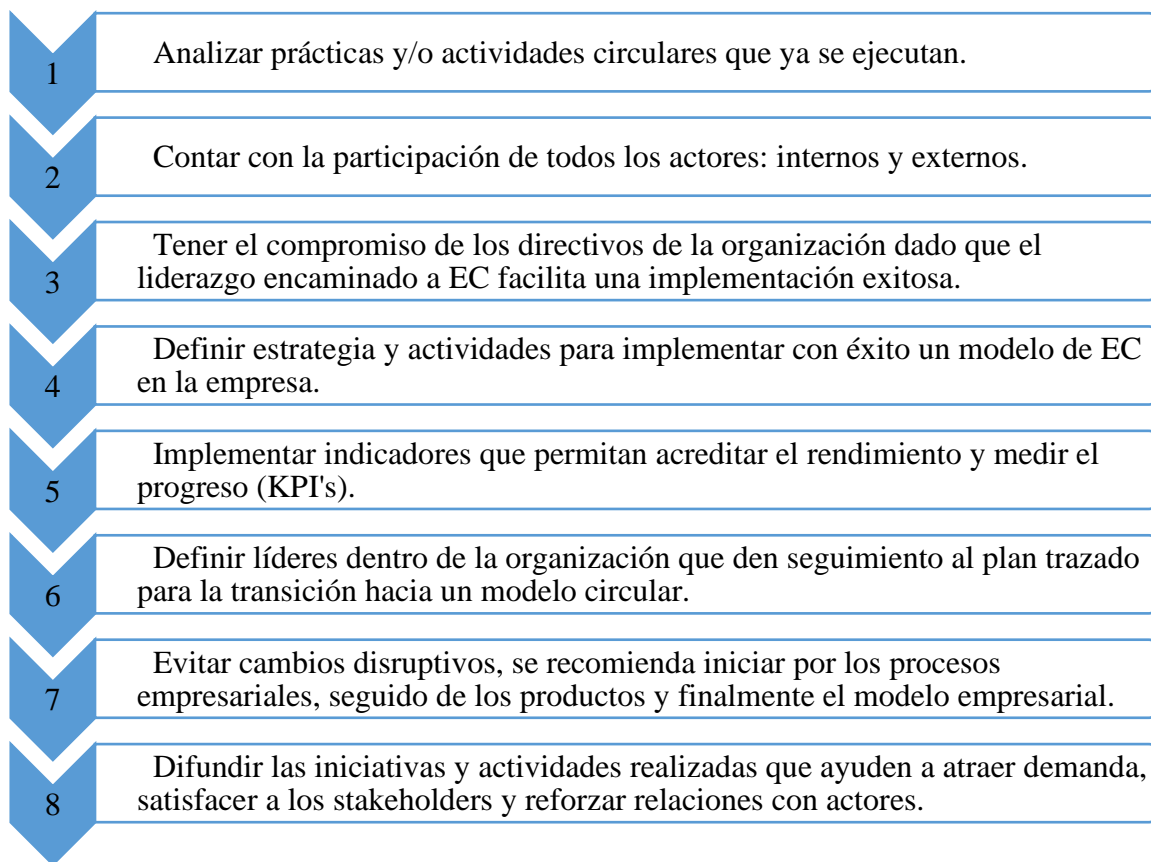 1
Analizar prácticas y/o actividades circulares que ya se ejecutan.
2
Contar con la participación de todos los actores: internos y externos.
3
Tener el compromiso de los directivos de la organización dado que el
liderazgo encaminado a EC facilita una implementación exitosa.
4
Definir estrategia y actividades para implementar con éxito un modelo de EC
en la empresa.
5
Implementar indicadores que permitan acreditar el rendimiento y medir el
progreso (KPI's).
6
Definir líderes dentro de la organización que den seguimiento al plan trazado
para la transición hacia un modelo circular.
7
Evitar cambios disruptivos, se recomienda iniciar por los procesos
empresariales, seguido de los productos y finalmente el modelo empresarial.
8
Difundir las iniciativas y actividades realizadas que ayuden a atraer demanda,
satisfacer a los stakeholders y reforzar relaciones con actores.